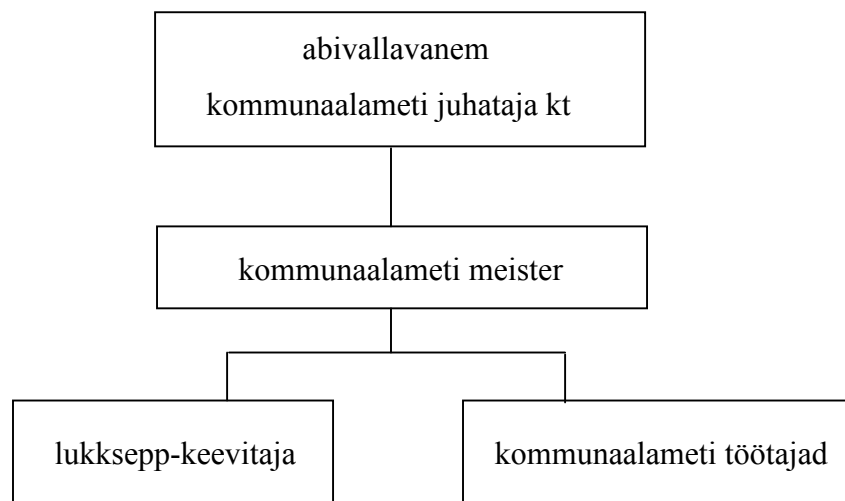 abivallavanem
kommunaalameti juhataja kt
kommunaalameti meister
lukksepp-keevitaja
kommunaalameti töötajad